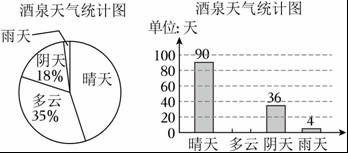 酒泉天气统计图
雨天
阴天
18%
晴天
多云
35%
酒泉天气统计图
单位:天
100
80
60
40
20
0
90
36
4
晴天 多云 阴天 雨天